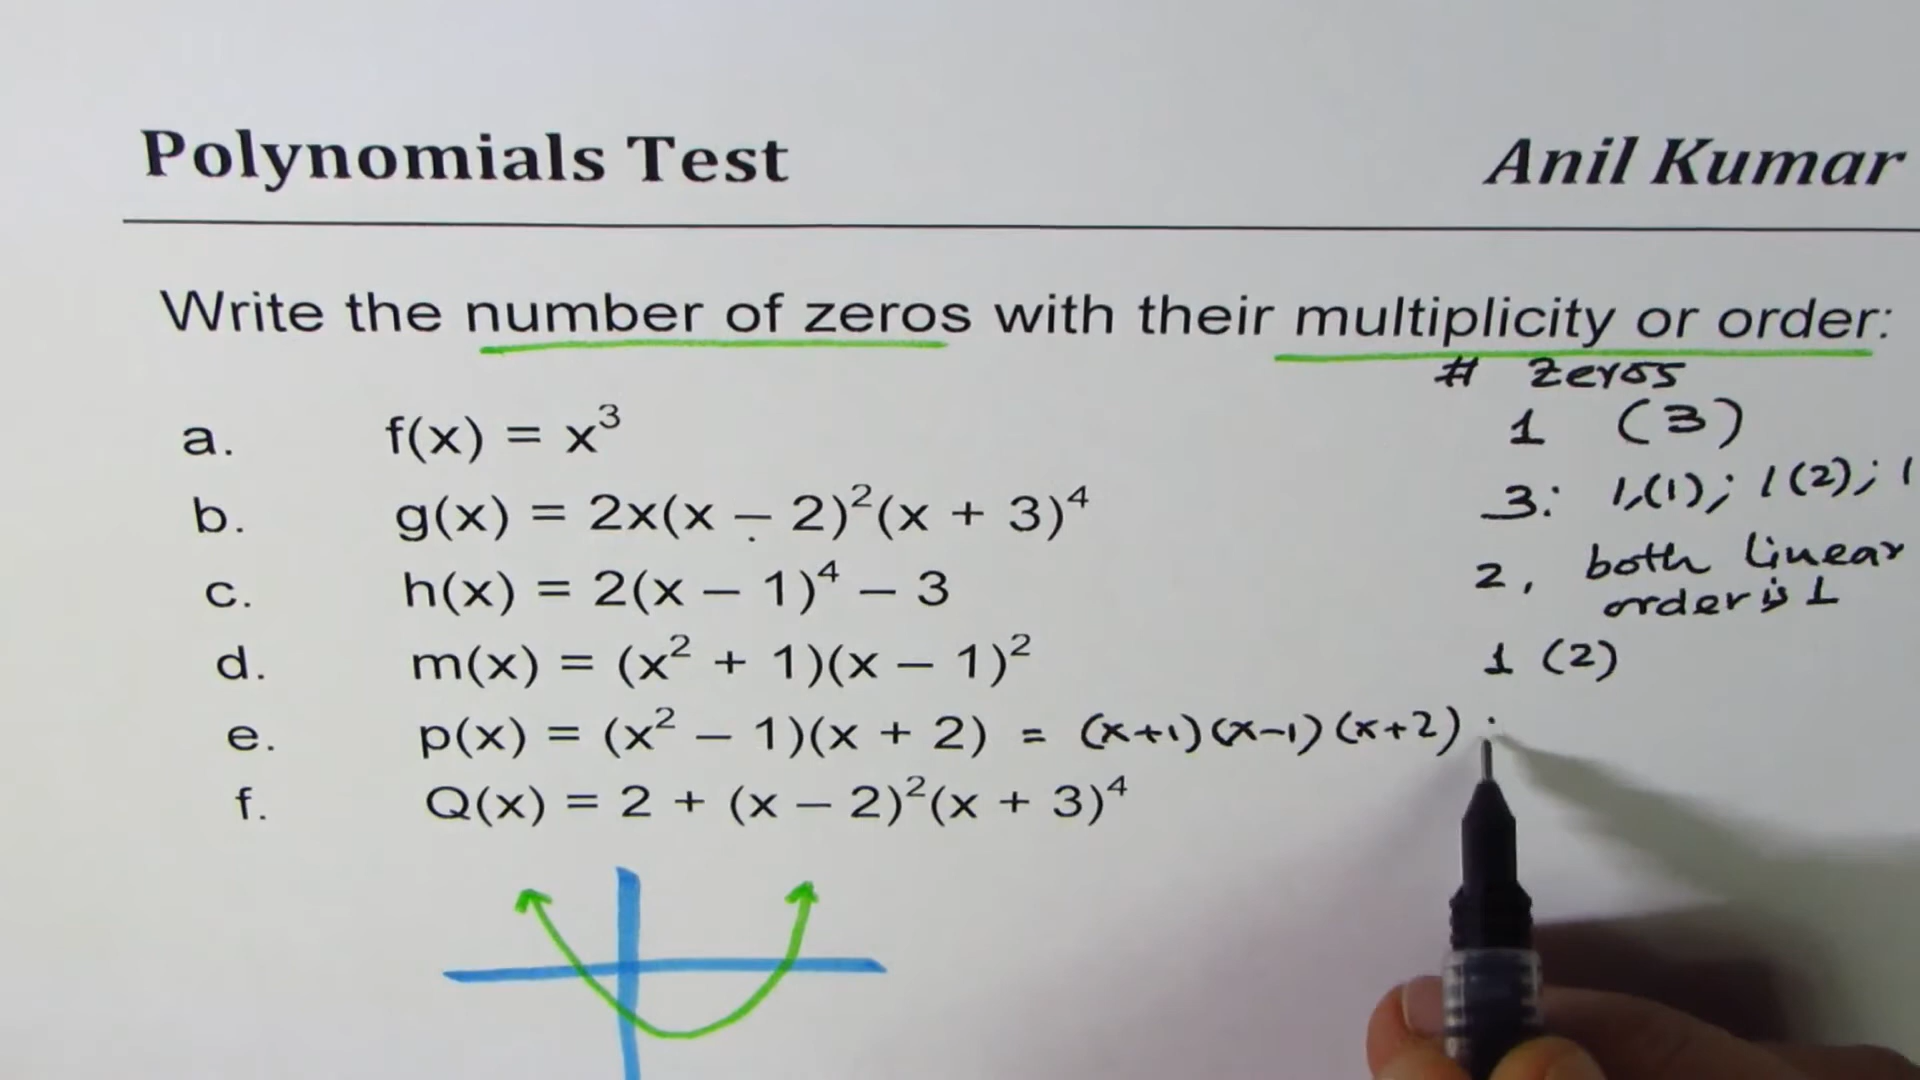 Polynomials Test Anil Kumar
Write the number of zeros with their multiplicity or order:
# Zeros
a. f(x) = x³ 1 (3)
b. g(x) = 2x(x – 2)²(x + 3)⁴ 3: 1,(1); 1(2); 1
c. h(x) = 2(x – 1)⁴ – 3 2, both linear
order is 1
d. m(x) = (x² + 1)(x – 1)² 1 (2)
e. p(x) = (x² – 1)(x + 2) = (x+1)(x-1)(x+2)
f. Q(x) = 2 + (x – 2)²(x + 3)⁴